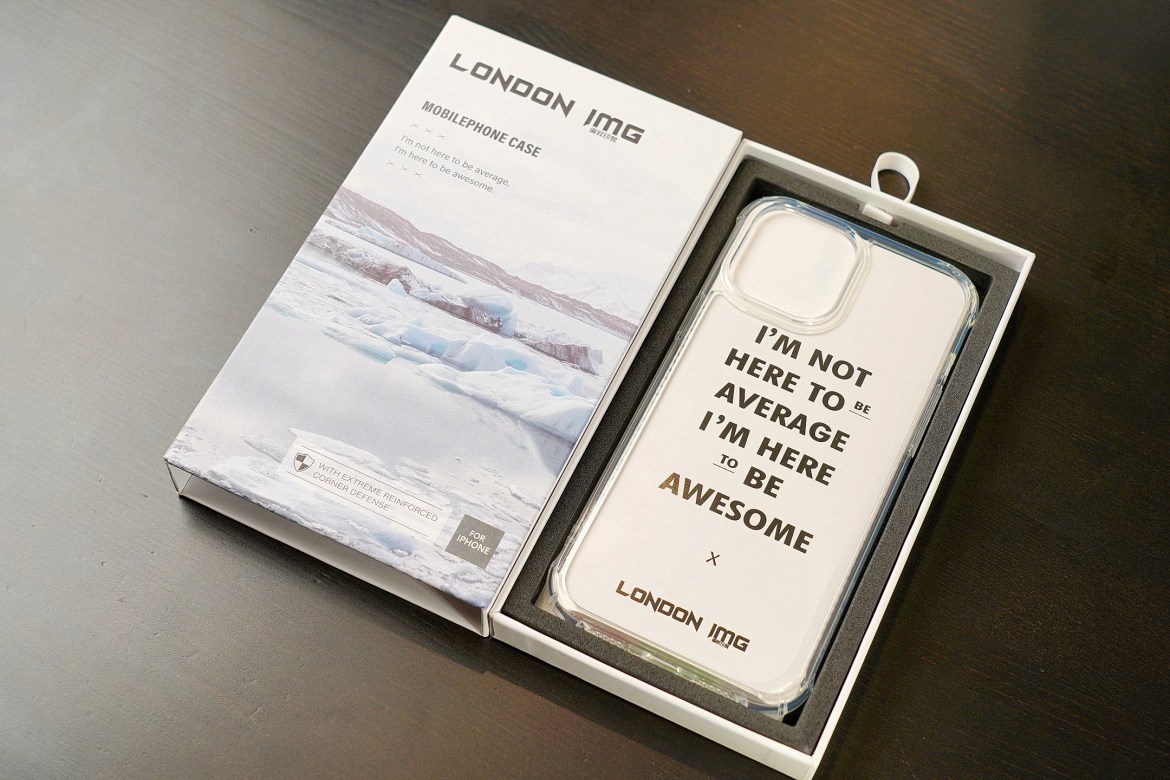 LONDON IMG
MOBILEPHONE CASE
I'm not here to be average,
I'm here to be awesome.
WITH EXTREME REINFORCED
CORNER DEFENSE
FOR
IPHONE
I'M NOT
HERE TO BE
AVERAGE
I'M HERE
TO BE
AWESOME
X
LONDON IMG